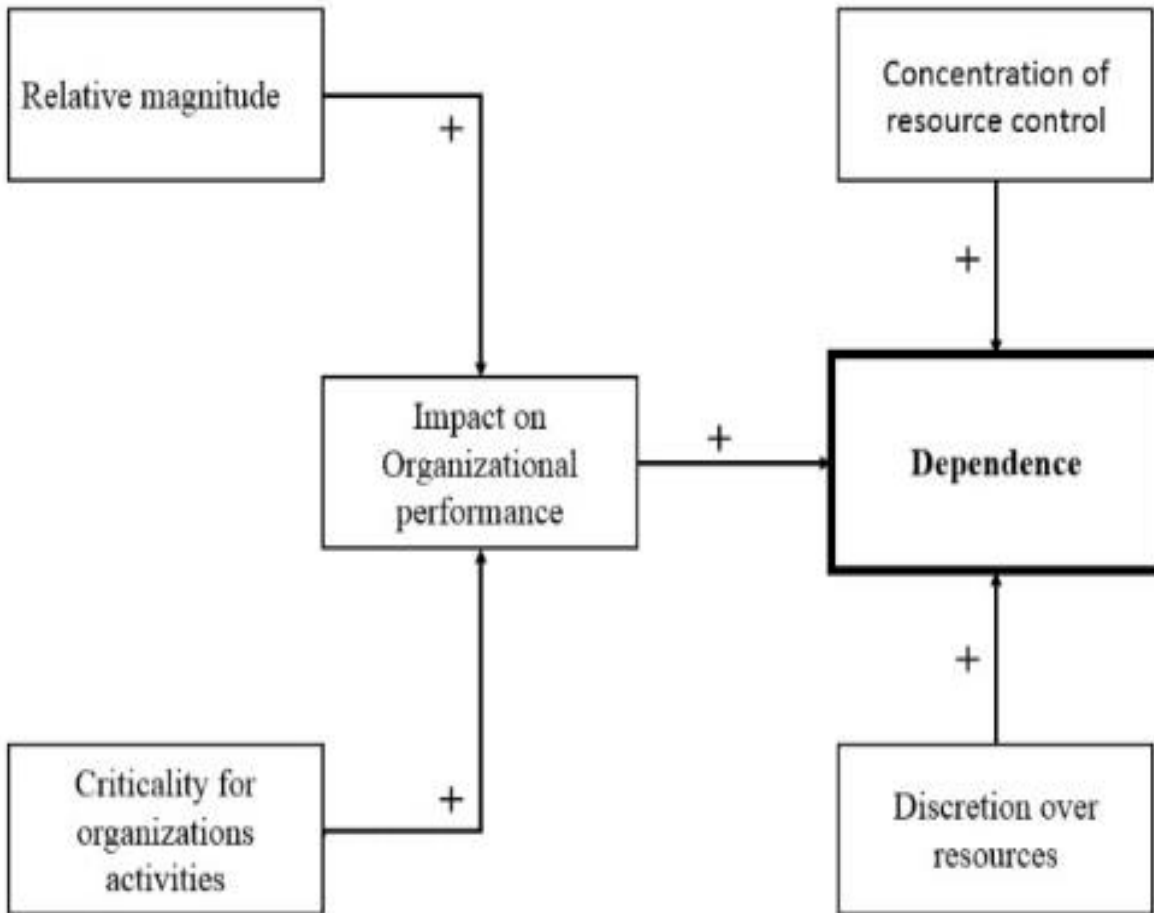 Relative magnitude
+
Concentration of
resource control
+
Impact on
Organizational
performance
+
Dependence
+
Criticality for
organizations
activities
+
Discretion over
resources